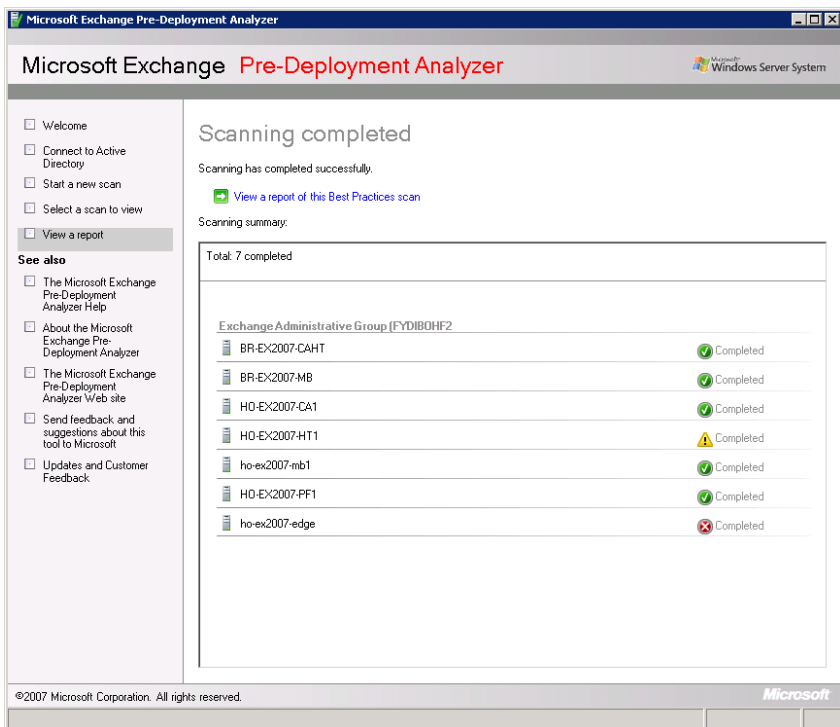 Microsoft Exchange Pre-Deployment Analyzer
Microsoft Exchange Pre-Deployment Analyzer
Microsoft
Windows Server System
Welcome
Connect to Active
Directory
Start a new scan
Select a scan to view
View a report
See also
The Microsoft Exchange
Pre-Deployment
Analyzer Help
About the Microsoft
Exchange Pre-
Deployment Analyzer
The Microsoft Exchange
Pre-Deployment
Analyzer Web site
Send feedback and
suggestions about this
tool to Microsoft
Updates and Customer
Feedback
Scanning completed
Scanning has completed successfully.
View a report of this Best Practices scan
Scanning summary:
Total: 7 completed
Exchange Administrative Group (FYDIBOHF2
BR-EX2007-CAHT Completed
BR-EX2007-MB Completed
HO-EX2007-CA1 Completed
HO-EX2007-HT1 Completed
ho-ex2007-mb1 Completed
HO-EX2007-PF1 Completed
ho-ex2007-edge Completed
©2007 Microsoft Corporation. All rights reserved.
Microsoft